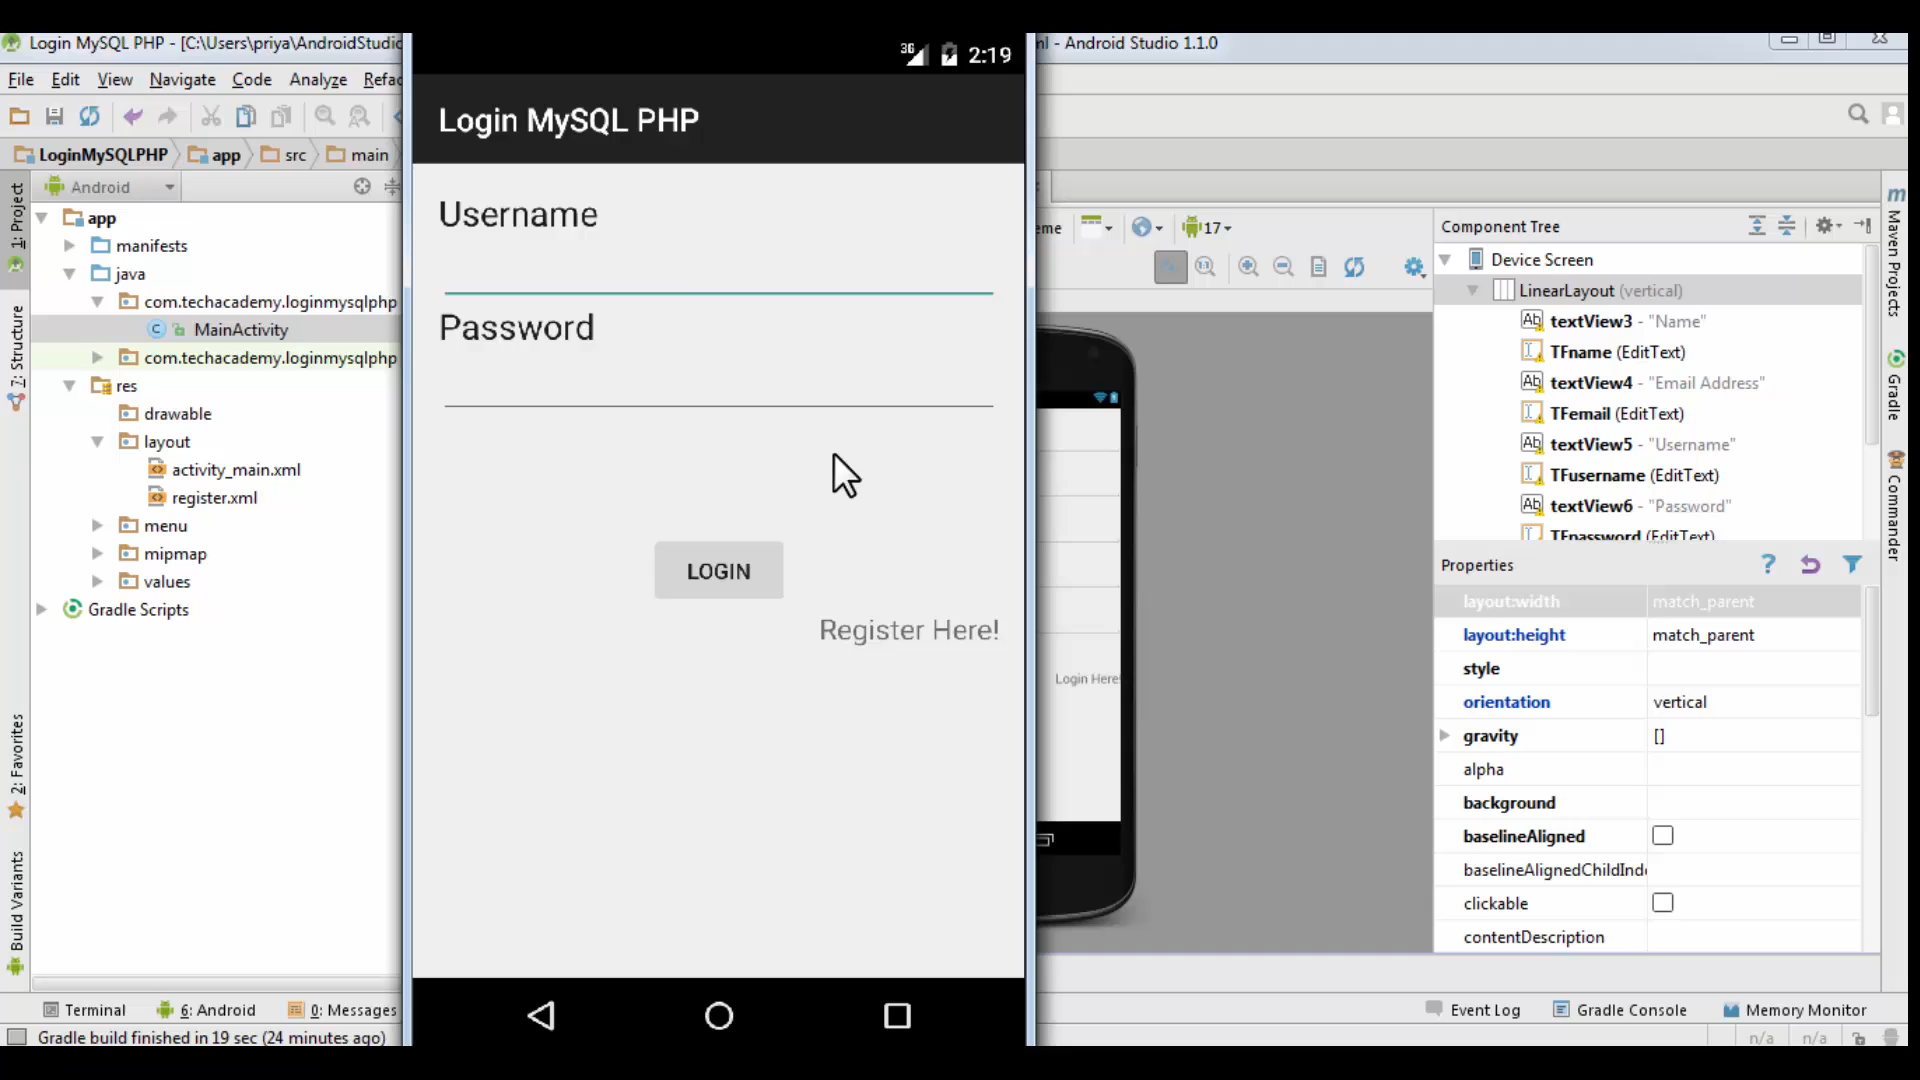 Login MySQL PHP - [C:\Users\priya\AndroidStudio
- Android Studio 1.1.0
File Edit View Navigate Code Analyze Refac
LoginMySQLPHP app src main
Android
1: Project
7: Structure
2: Favorites
Build Variants
app
manifests
java
com.techacademy.loginmysqlphp
MainActivity
com.techacademy.loginmysqlphp
res
drawable
layout
activity_main.xml
register.xml
menu
mipmap
values
Gradle Scripts
3G 2:19
Login MySQL PHP
Username
Password
LOGIN
Register Here!
17
Login Here!
Component Tree
Device Screen
LinearLayout (vertical)
textView3 - "Name"
TFname (EditText)
textView4 - "Email Address"
TFemail (EditText)
textView5 - "Username"
TFusername (EditText)
textView6 - "Password"
TFpassword (EditText)
Properties
layout:width match_parent
layout:height match_parent
style
orientation vertical
gravity []
alpha
background
baselineAligned
baselineAlignedChildInd
clickable
contentDescription
Maven Projects
Gradle
Commander
Terminal 6: Android 0: Messages
Event Log Gradle Console Memory Monitor
Gradle build finished in 19 sec (24 minutes ago)
n/a n/a